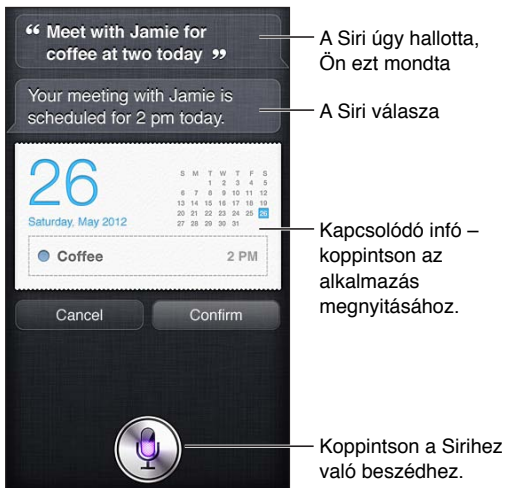 “ Meet with Jamie for
coffee at two today ”
A Siri úgy hallotta,
Ön ezt mondta
Your meeting with Jamie is
scheduled for 2 pm today.
A Siri válasza
26
Saturday, May 2012
S M T W T F S
1 2 3 4 5
6 7 8 9 10 11 12
13 14 15 16 17 18 19
20 21 22 23 24 25 26
27 28 29 30 31
Coffee 2 PM
Kapcsolódó infó –
koppintson az
alkalmazás
megnyitásához.
Cancel Confirm
Koppintson a Sirihez
való beszédhez.